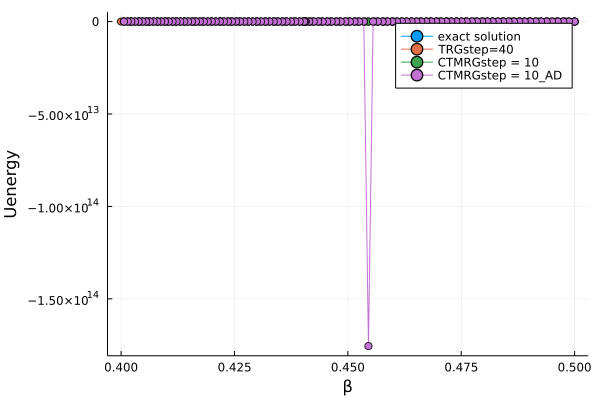 0
−5.00×10¹³
−1.00×10¹⁴
−1.50×10¹⁴
Uenergy
exact solution
TRGstep=40
CTMRGstep = 10
CTMRGstep = 10_AD
0.400 0.425 0.450 0.475 0.500
β